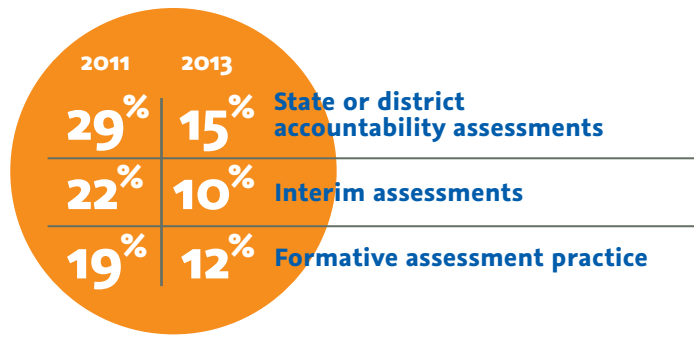 2011 2013
29% 15% State or district
accountability assessments
22% 10% Interim assessments
19% 12% Formative assessment practice